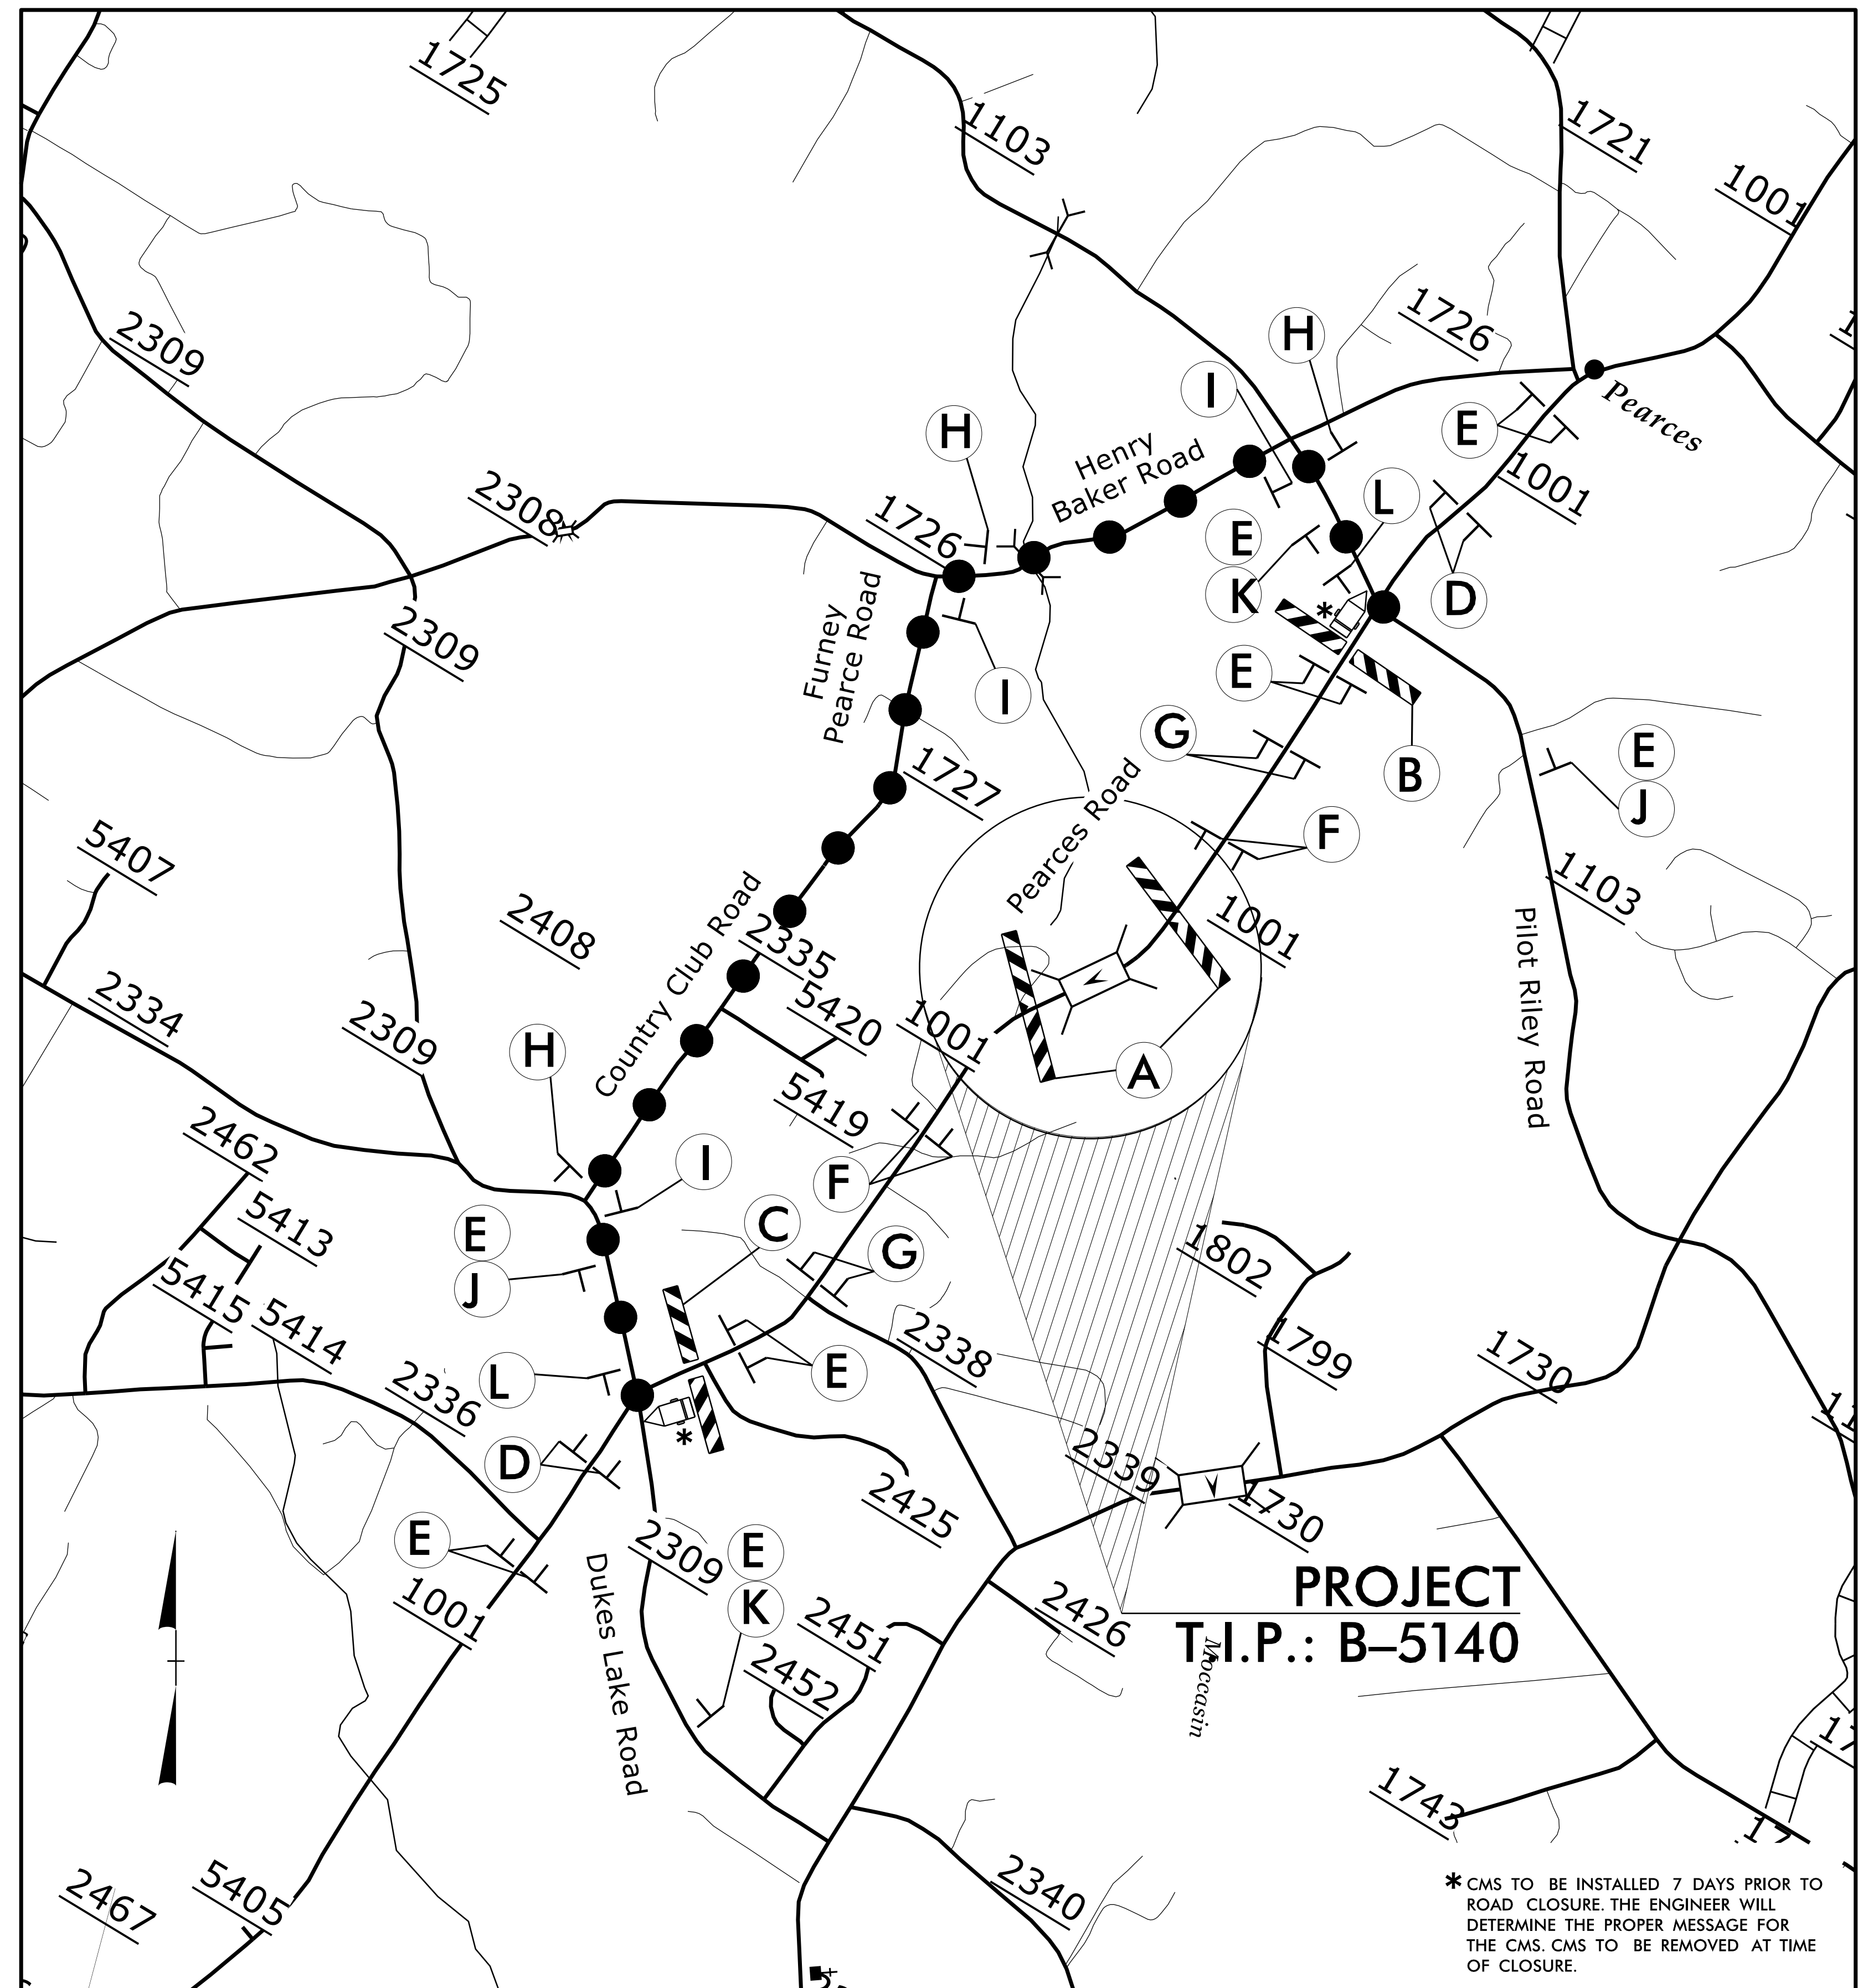 1725
1103
1721
1001
2309
1726
H
I
H
E
Pearces
Henry
Baker Road
1001
L
2308
1726
E
K
D
*
2309
Furney
Pearce Road
I
E
G
B
E
J
1727
Pearces Road
F
5407
2408
Country Club Road
2335
1001
1103
Pilot Riley Road
2334
2309
5420
1001
H
A
5419
2462
I
F
5413
E
J
C
G
1802
5415
5414
2338
1799
1730
L
E
2336
*
D
2339
2425
1730
E
2309
E
K
1001
Dukes Lake Road
2451
2452
2426
PROJECT
T.I.P.: B–5140
Moccasin
1743
2467
5405
2340
* CMS TO BE INSTALLED 7 DAYS PRIOR TO
ROAD CLOSURE. THE ENGINEER WILL
DETERMINE THE PROPER MESSAGE FOR
THE CMS. CMS TO BE REMOVED AT TIME
OF CLOSURE.